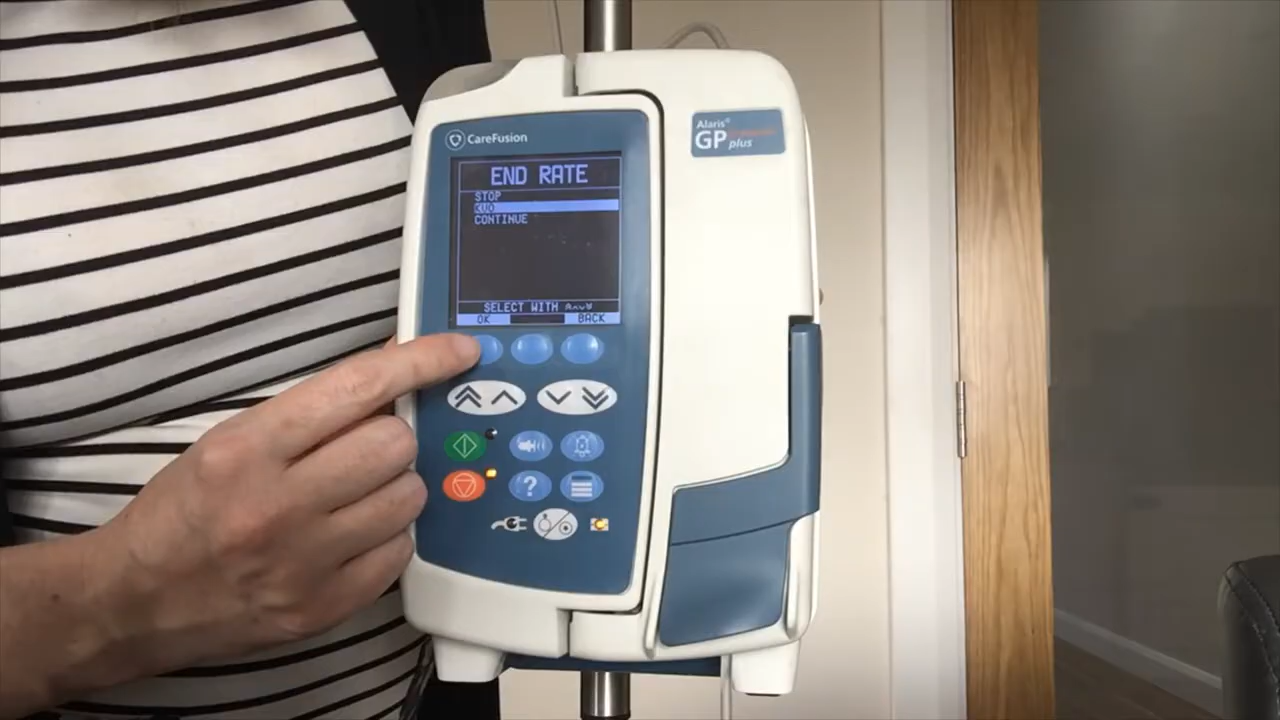 CareFusion
END RATE
STOP
KVO
CONTINUE
SELECT WITH
OK
BACK
?
Alaris®
GP
plus